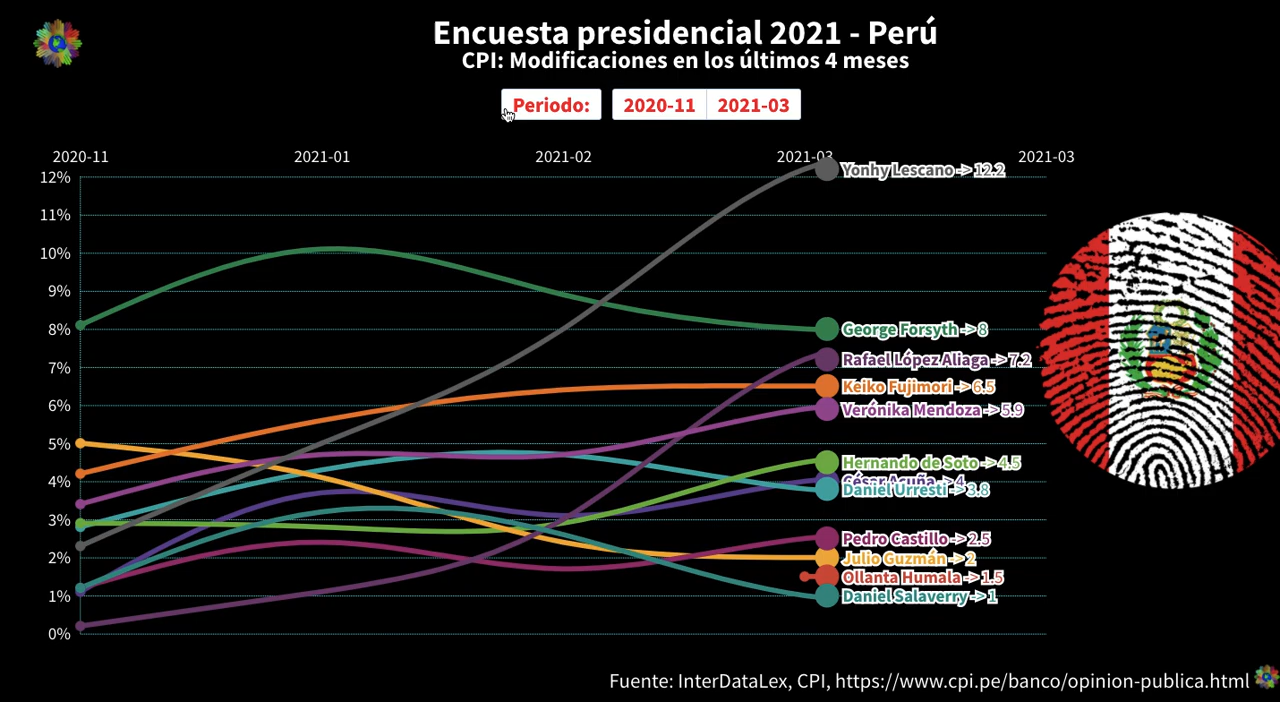 Encuesta presidencial 2021 - Perú
CPI: Modificaciones en los últimos 4 meses
Periodo: 2020-11 2021-03
2020-11 2021-01 2021-02 2021-03 2021-03
12%
11%
10%
9%
8%
7%
6%
5%
4%
3%
2%
1%
0%
Yonhy Lescano -> 12.2
George Forsyth -> 8
Rafael López Aliaga -> 7.2
Keiko Fujimori -> 6.5
Verónika Mendoza -> 5.9
Hernando de Soto -> 4.5
César Acuña -> 4
Daniel Urresti -> 3.8
Pedro Castillo -> 2.5
Julio Guzmán -> 2
Ollanta Humala -> 1.5
Daniel Salaverry -> 1
Fuente: InterDataLex, CPI, https://www.cpi.pe/banco/opinion-publica.html